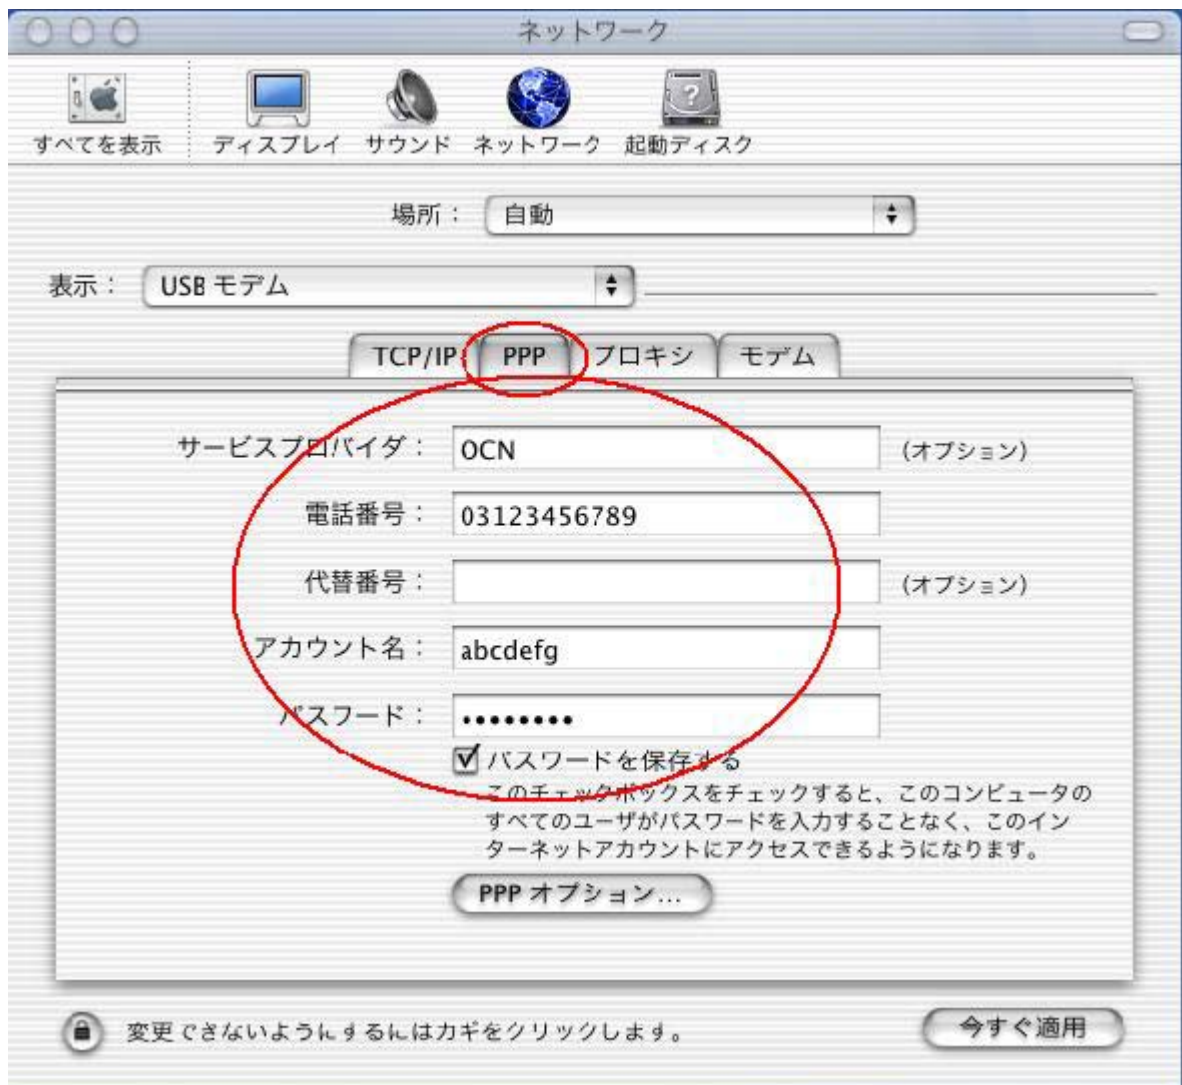 ネットワーク
すべてを表示 ディスプレイ サウンド ネットワーク 起動ディスク
場所： 自動
表示： USB モデム
TCP/IP PPP プロキシ モデム
サービスプロバイダ： OCN (オプション)
電話番号： 03123456789
代替番号： (オプション)
アカウント名： abcdefg
パスワード： ••••••••
パスワードを保存する
このチェックボックスをチェックすると、このコンピュータの
すべてのユーザがパスワードを入力することなく、このイン
ターネットアカウントにアクセスできるようになります。
PPP オプション...
変更できないようにするにはカギをクリックします。
今すぐ適用